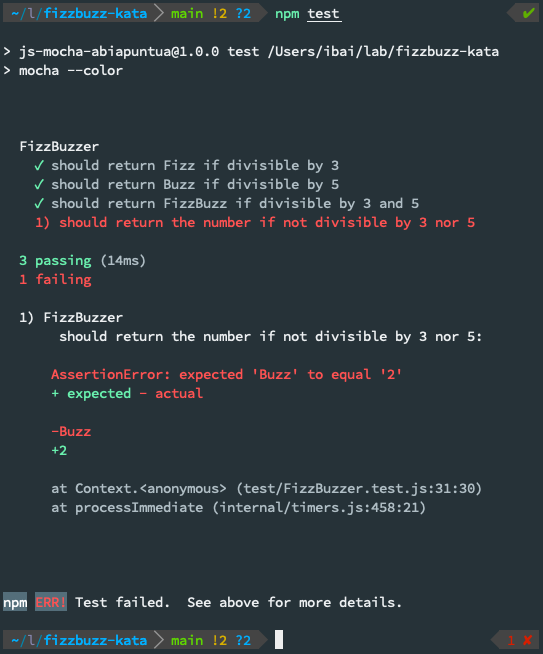 ~/l/fizzbuzz-kata main !2 ?2 npm test ✔
> js-mocha-abiapuntua@1.0.0 test /Users/ibai/lab/fizzbuzz-kata
> mocha --color
FizzBuzzer
✓ should return Fizz if divisible by 3
✓ should return Buzz if divisible by 5
✓ should return FizzBuzz if divisible by 3 and 5
1) should return the number if not divisible by 3 nor 5
3 passing (14ms)
1 failing
1) FizzBuzzer
should return the number if not divisible by 3 nor 5:
AssertionError: expected 'Buzz' to equal '2'
+ expected - actual
-Buzz
+2
at Context.<anonymous> (test/FizzBuzzer.test.js:31:30)
at processImmediate (internal/timers.js:458:21)
npm ERR! Test failed.  See above for more details.
~/l/fizzbuzz-kata main !2 ?2 1 ✘